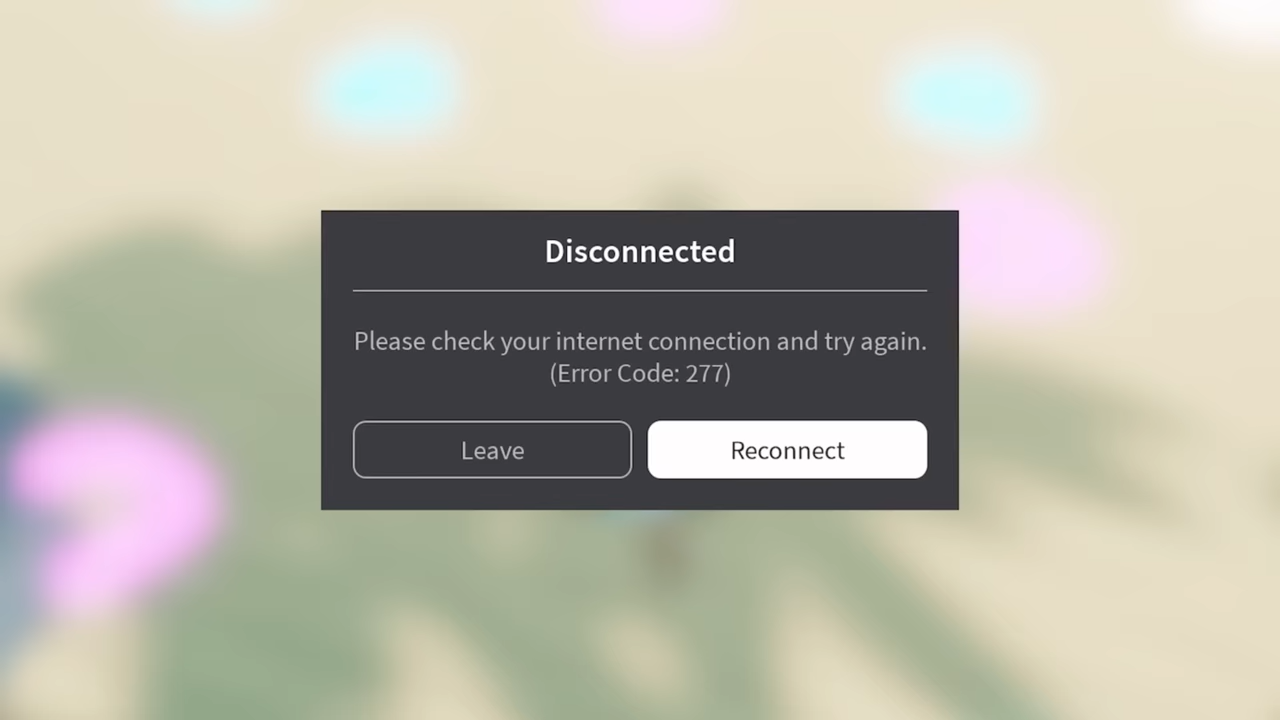 Disconnected
Please check your internet connection and try again.
(Error Code: 277)
Leave
Reconnect